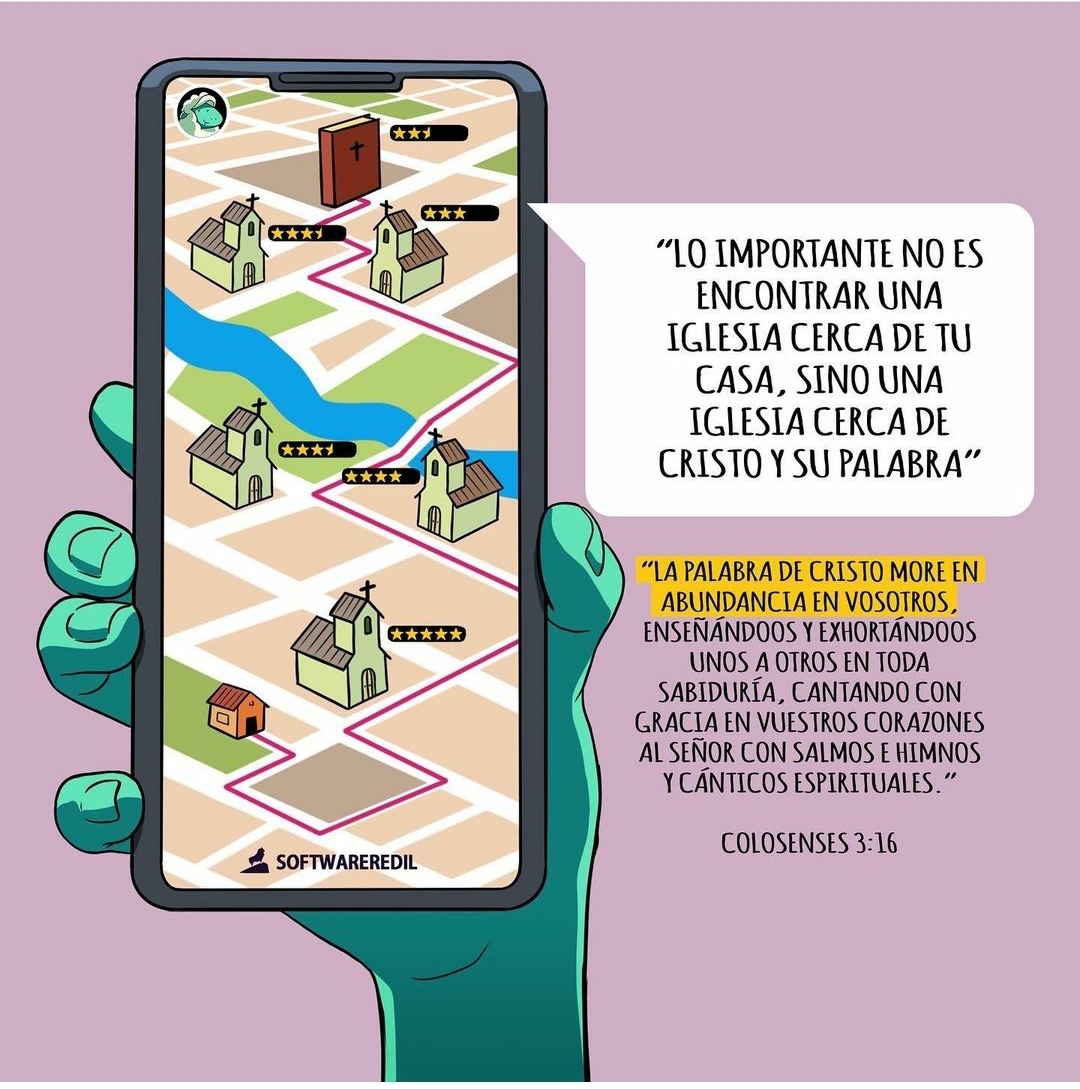 “LO IMPORTANTE NO ES
ENCONTRAR UNA
IGLESIA CERCA DE TU
CASA, SINO UNA
IGLESIA CERCA DE
CRISTO Y SU PALABRA”
“LA PALABRA DE CRISTO MORE EN
ABUNDANCIA EN VOSOTROS,
ENSEÑÁNDOOS Y EXHORTÁNDOOS
UNOS A OTROS EN TODA
SABIDURÍA, CANTANDO CON
GRACIA EN VUESTROS CORAZONES
AL SEÑOR CON SALMOS E HIMNOS
Y CÁNTICOS ESPIRITUALES.”
COLOSENSES 3:16
SOFTWAREREDIL